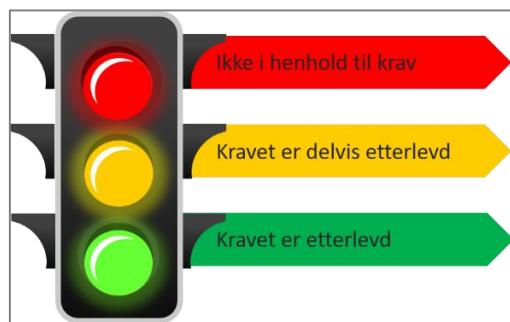 Ikke i henhold til krav
Kravet er delvis etterlevd
Kravet er etterlevd